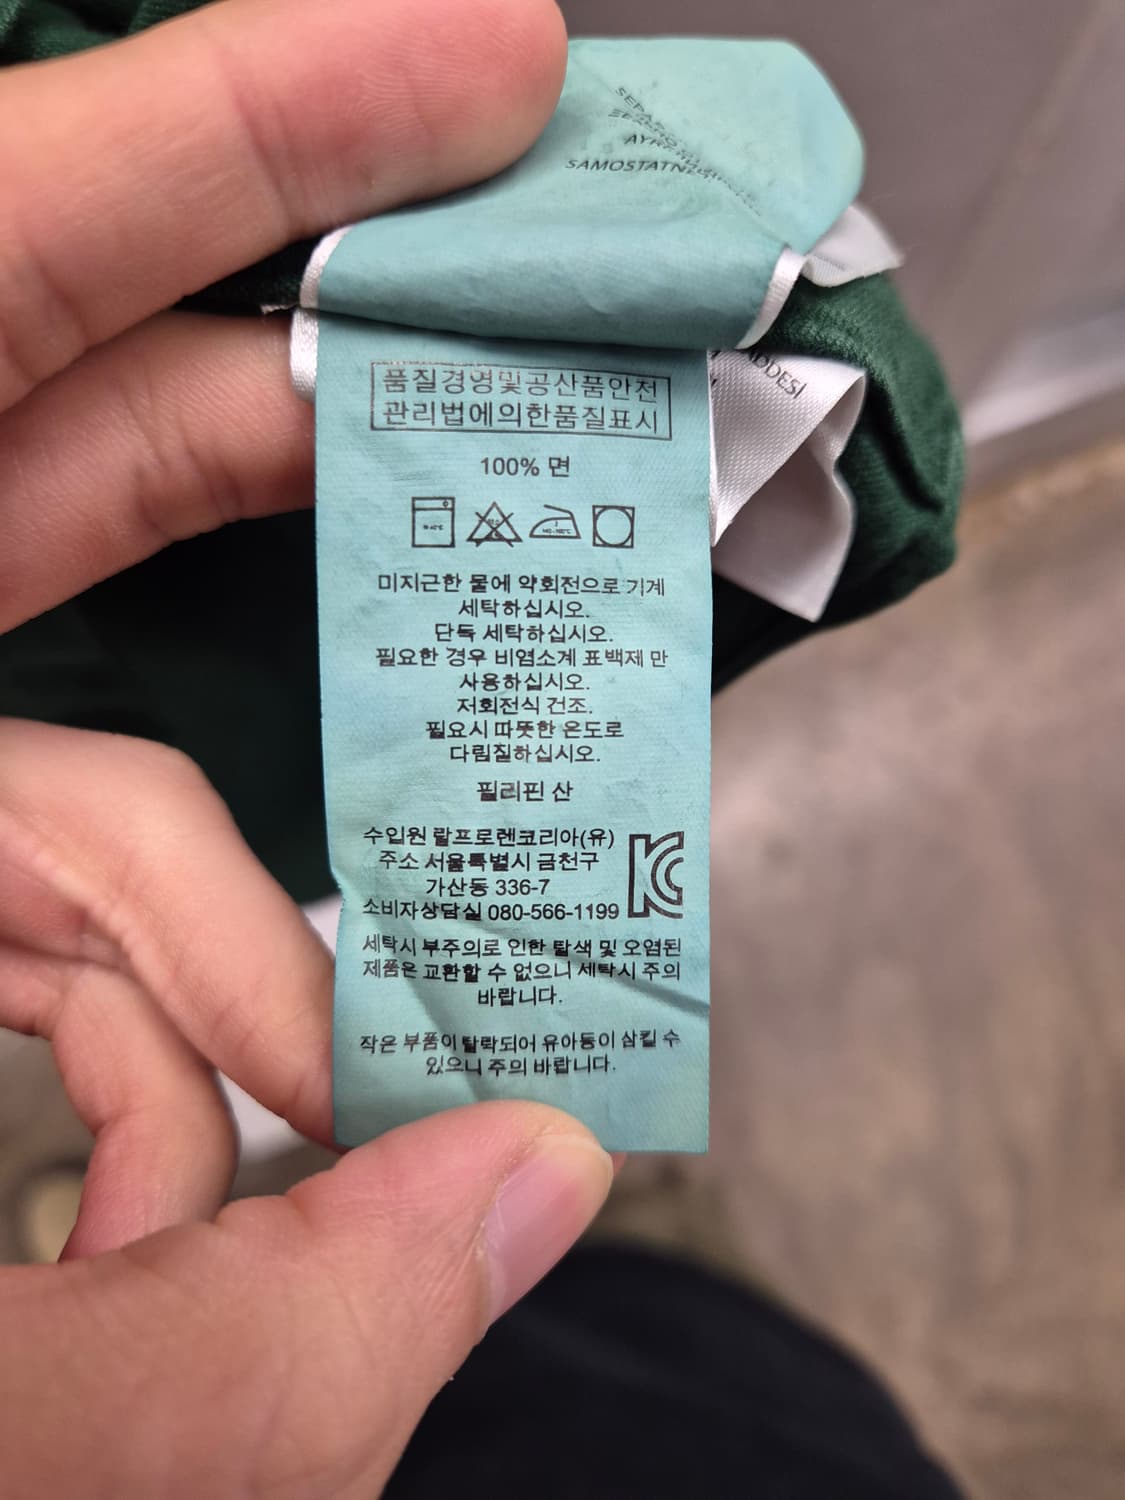 SAMOSTATNE
ADDESI
품질경영및공산품안전
관리법에의한품질표시
100% 면
미지근한 물에 약회전으로 기계
세탁하십시오.
단독 세탁하십시오.
필요한 경우 비염소계 표백제 만
사용하십시오.
저회전식 건조.
필요시 따뜻한 온도로
다림질하십시오.
필리핀 산
수입원 랄프로렌코리아(유)
주소 서울특별시 금천구
가산동 336-7
소비자상담실 080-566-1199
세탁시 부주의로 인한 탈색 및 오염된
제품은 교환할 수 없으니 세탁시 주의
바랍니다.
작은 부품이 탈락되어 유아등이 삼킬 수
있으니 주의 바랍니다.